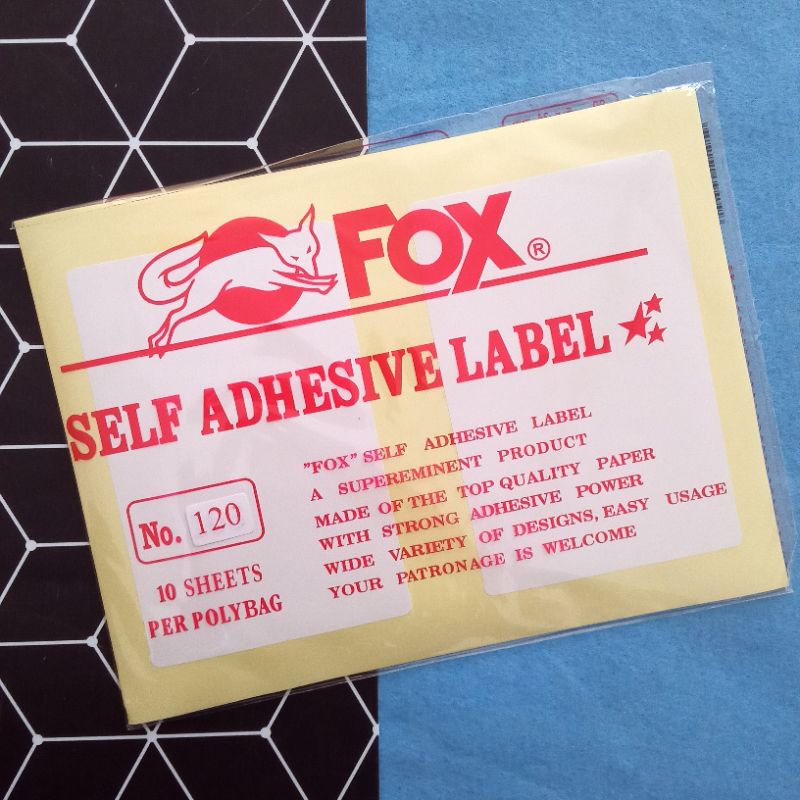 FOX®
SELF ADHESIVE LABEL
No. 120
10 SHEETS
PER POLYBAG
"FOX" SELF ADHESIVE LABEL
A SUPEREMINENT PRODUCT
MADE OF THE TOP QUALITY PAPER
WITH STRONG ADHESIVE POWER
WIDE VARIETY OF DESIGNS, EASY USAGE
YOUR PATRONAGE IS WELCOME